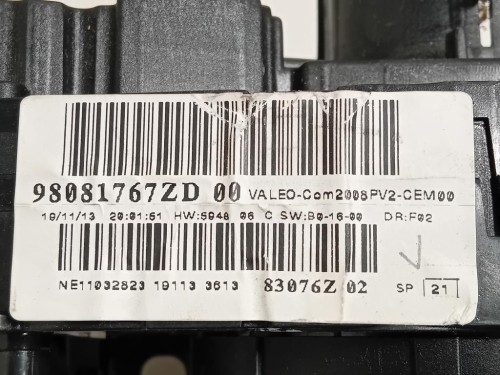 98081767ZD 00 VALEO-Com2008PV2-CEM00
19/11/13 20:01:51 HW:5948 06 C SW:B0-16-00 DR:F02
NE11032823 19113 3613 83076Z 02 SP 21